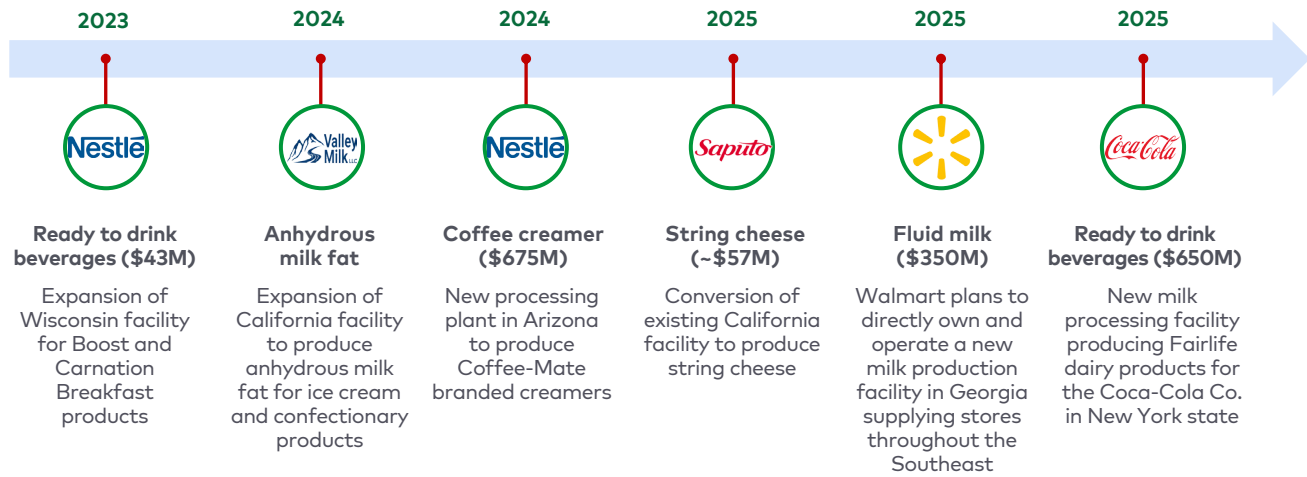 2023
2024
2024
2025
2025
2025
Nestlé
Valley
Milk LLC
Nestlé
Saputo
Coca-Cola
Ready to drink
beverages ($43M)
Expansion of
Wisconsin facility
for Boost and
Carnation
Breakfast
products
Anhydrous
milk fat
Expansion of
California facility
to produce
anhydrous milk
fat for ice cream
and confectionary
products
Coffee creamer
($675M)
New processing
plant in Arizona
to produce
Coffee-Mate
branded creamers
String cheese
(~$57M)
Conversion of
existing California
facility to produce
string cheese
Fluid milk
($350M)
Walmart plans to
directly own and
operate a new
milk production
facility in Georgia
supplying stores
throughout the
Southeast
Ready to drink
beverages ($650M)
New milk
processing facility
producing Fairlife
dairy products for
the Coca-Cola Co.
in New York state